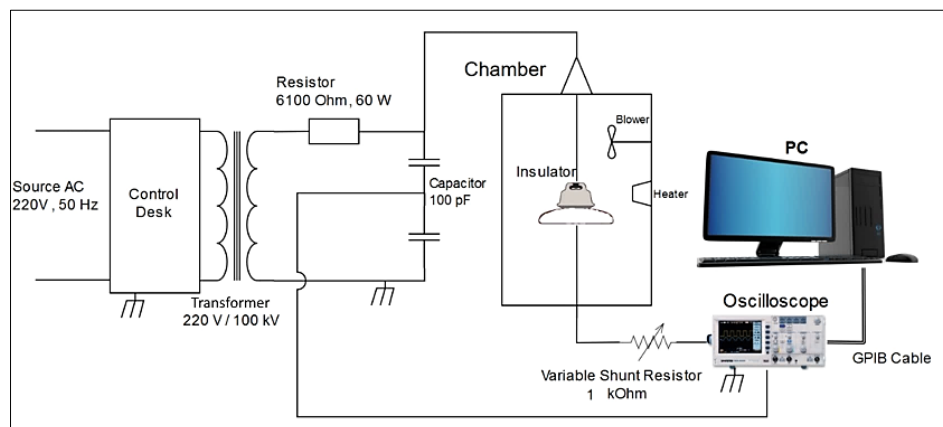 Source AC
220V , 50 Hz
Control
Desk
Transformer
220 V / 100 kV
Resistor
6100 Ohm , 60 W
Capacitor
100 pF
Chamber
Blower
Insulator
Heater
PC
Oscilloscope
GPIB Cable
Variable Shunt Resistor
1 kOhm